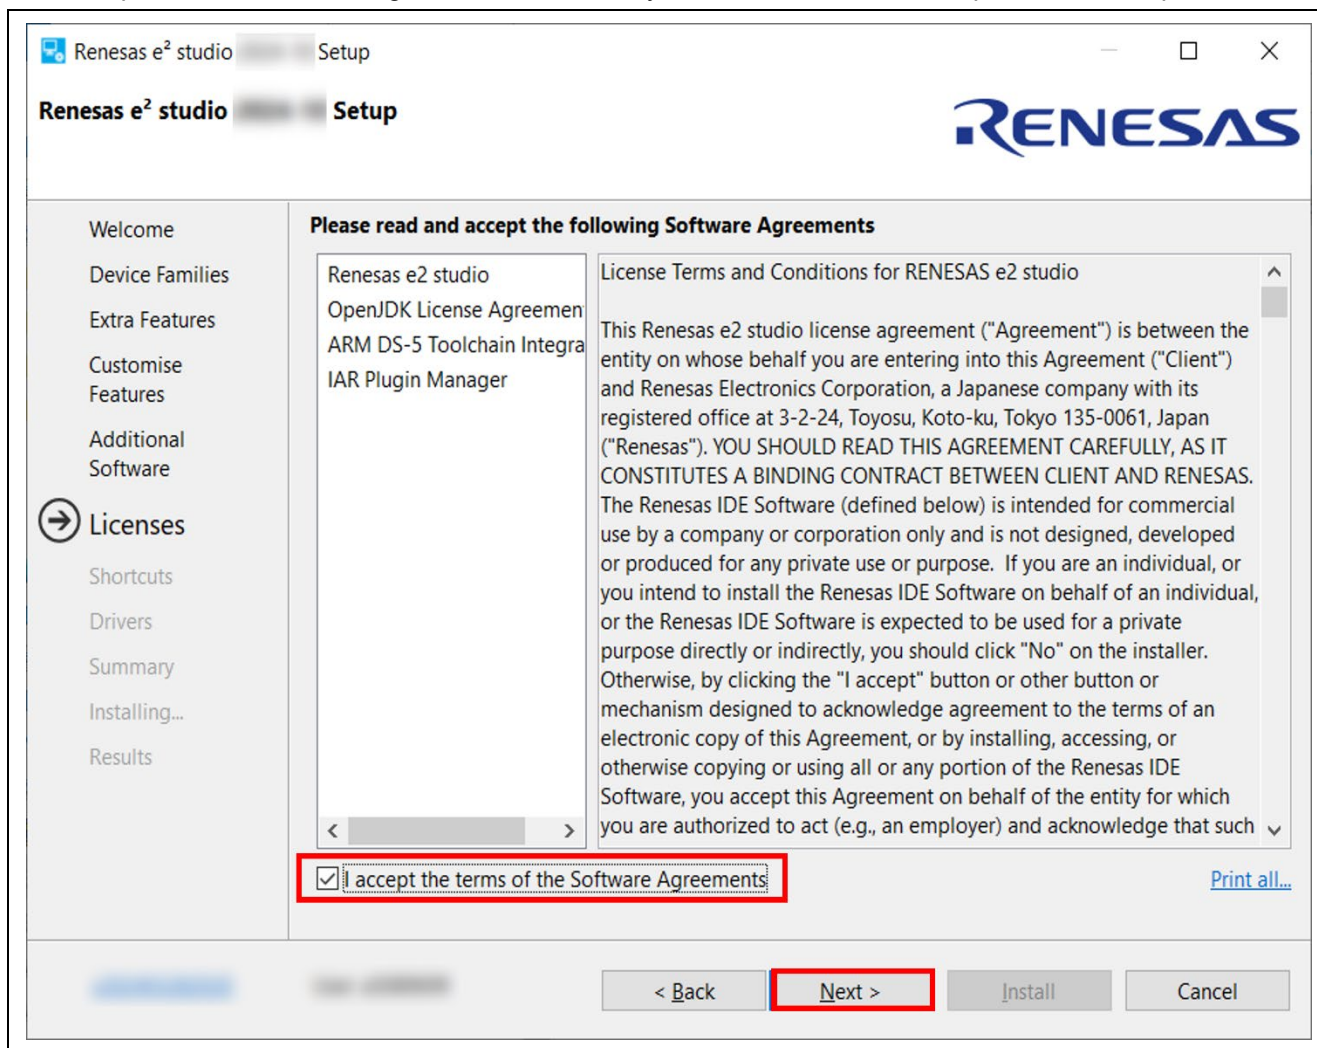 Renesas e² studio Setup
Renesas e² studio Setup
RENESAS
Welcome
Device Families
Extra Features
Customise
Features
Additional
Software
Licenses
Shortcuts
Drivers
Summary
Installing...
Results
Please read and accept the following Software Agreements
Renesas e2 studio
OpenJDK License Agreemen
ARM DS-5 Toolchain Integra
IAR Plugin Manager
License Terms and Conditions for RENESAS e2 studio
This Renesas e2 studio license agreement ("Agreement") is between the
entity on whose behalf you are entering into this Agreement ("Client")
and Renesas Electronics Corporation, a Japanese company with its
registered office at 3-2-24, Toyosu, Koto-ku, Tokyo 135-0061, Japan
("Renesas"). YOU SHOULD READ THIS AGREEMENT CAREFULLY, AS IT
CONSTITUTES A BINDING CONTRACT BETWEEN CLIENT AND RENESAS.
The Renesas IDE Software (defined below) is intended for commercial
use by a company or corporation only and is not designed, developed
or produced for any private use or purpose.  If you are an individual, or
you intend to install the Renesas IDE Software on behalf of an individual,
or the Renesas IDE Software is expected to be used for a private
purpose directly or indirectly, you should click "No" on the installer.
Otherwise, by clicking the "I accept" button or other button or
mechanism designed to acknowledge agreement to the terms of an
electronic copy of this Agreement, or by installing, accessing, or
otherwise copying or using all or any portion of the Renesas IDE
Software, you accept this Agreement on behalf of the entity for which
you are authorized to act (e.g., an employer) and acknowledge that such
I accept the terms of the Software Agreements
Print all...
< Back
Next >
Install
Cancel